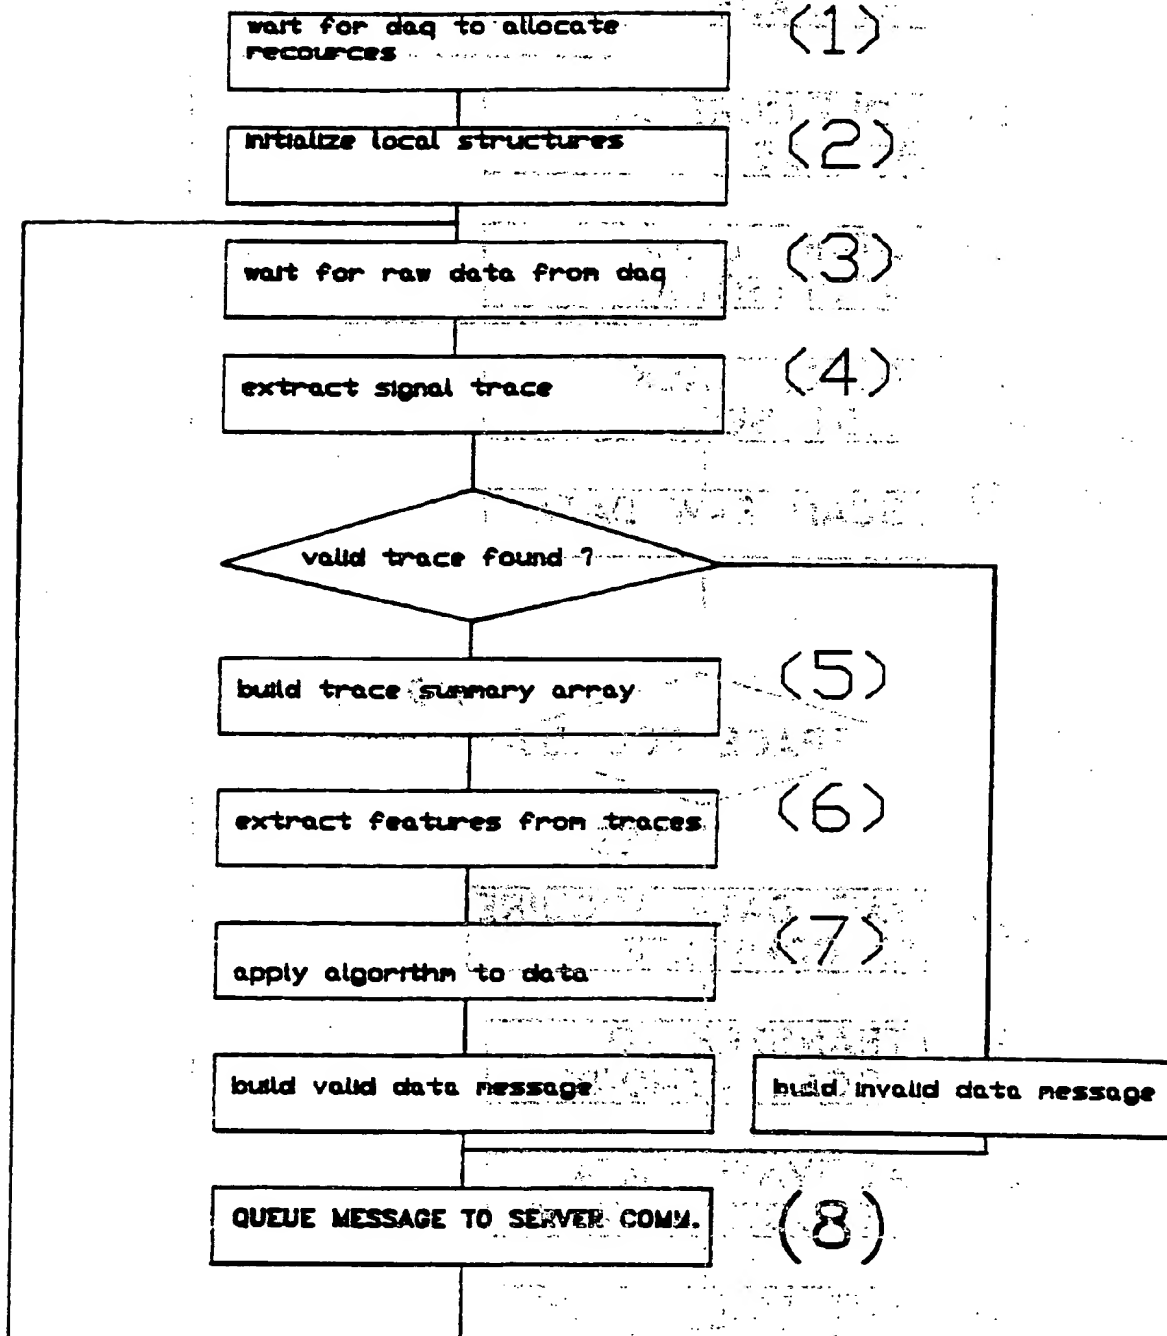 wait for daq to allocate
recources
(1)
initialize local structures
(2)
wait for raw data from daq
(3)
extract signal trace
(4)
valid trace found ?
build trace summary array
(5)
extract features from traces
(6)
apply algorithm to data
(7)
build valid data message
build invalid data message
QUEUE MESSAGE TO SERVER COMM.
(8)